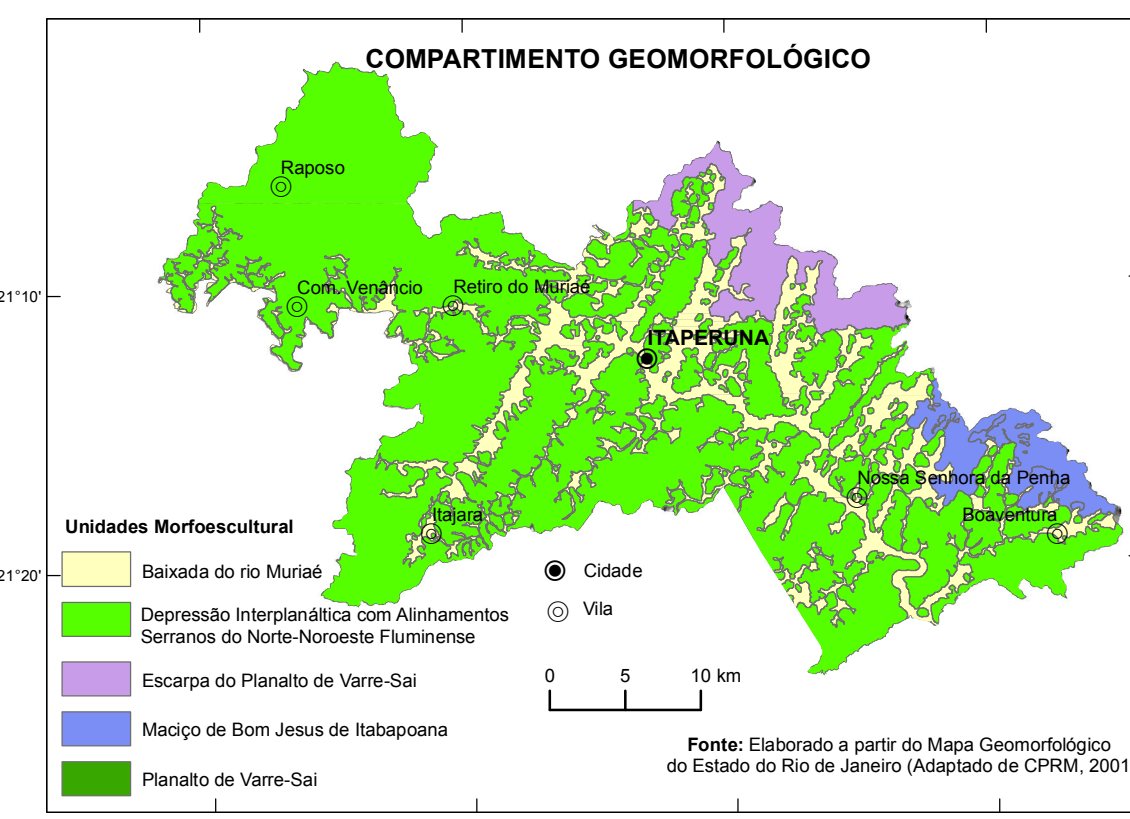 COMPARTIMENTO GEOMORFOLÓGICO
Raposo
21°10'
Com. Venâncio
Retiro do Muriaé
ITAPERUNA
Nossa Senhora da Penha
Boaventura
Itajara
21°20'
Unidades Morfoescultural
Baixada do rio Muriaé
Depressão Interplanáltica com Alinhamentos
Serranos do Norte-Noroeste Fluminense
Escarpa do Planalto de Varre-Sai
Maciço de Bom Jesus de Itabapoana
Planalto de Varre-Sai
Cidade
Vila
0 5 10 km
Fonte: Elaborado a partir do Mapa Geomorfológico
do Estado do Rio de Janeiro (Adaptado de CPRM, 2001